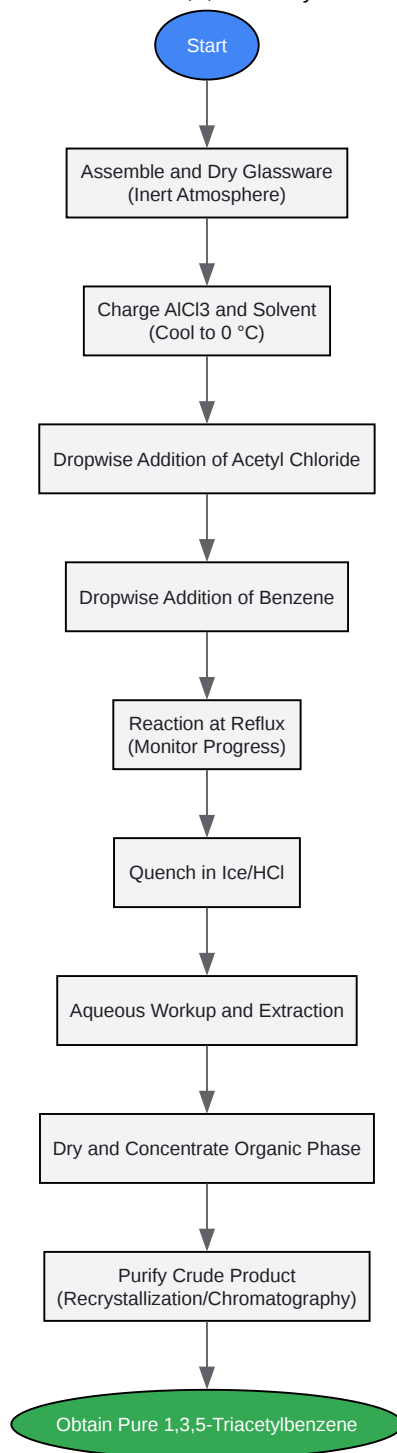 Start
Assemble and Dry Glassware
(Inert Atmosphere)
Charge AlCl3 and Solvent
(Cool to 0 °C)
Dropwise Addition of Acetyl Chloride
Dropwise Addition of Benzene
Reaction at Reflux
(Monitor Progress)
Quench in Ice/HCl
Aqueous Workup and Extraction
Dry and Concentrate Organic Phase
Purify Crude Product
(Recrystallization/Chromatography)
Obtain Pure 1,3,5-Triacetylbenzene